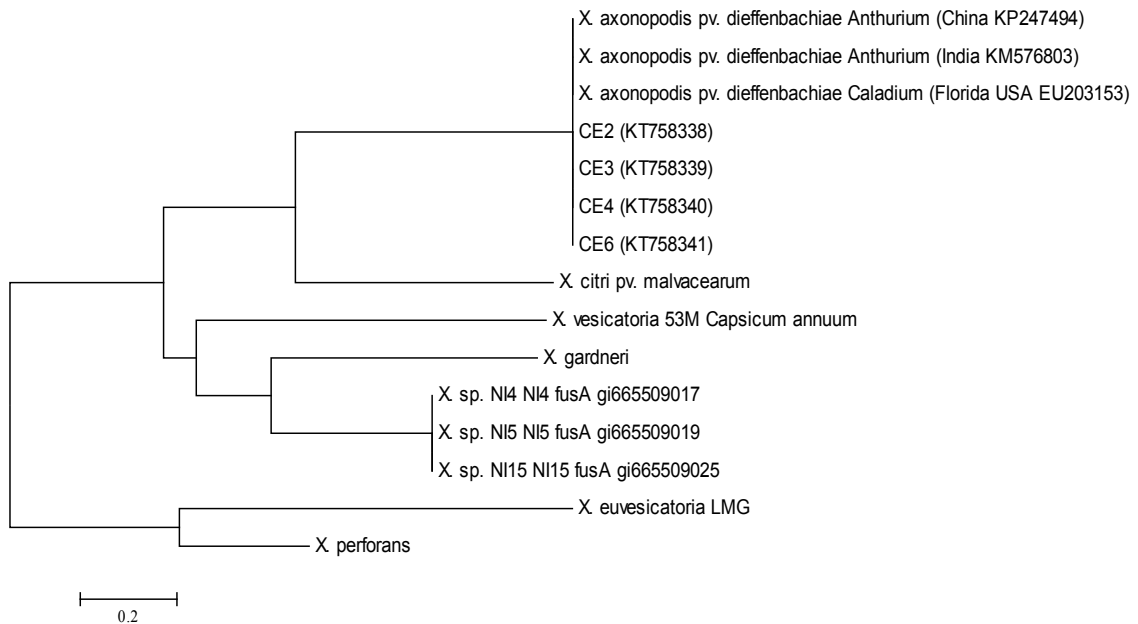 X. axonopodis pv. dieffenbachiae Anthurium (China KP247494)
X. axonopodis pv. dieffenbachiae Anthurium (India KM576803)
X. axonopodis pv. dieffenbachiae Caladium (Florida USA EU203153)
CE2 (KT758338)
CE3 (KT758339)
CE4 (KT758340)
CE6 (KT758341)
X. citri pv. malvacearum
X. vesicatoria 53M Capsicum annuum
X. gardneri
X. sp. NI4 NI4 fusA gi665509017
X. sp. NI5 NI5 fusA gi665509019
X. sp. NI15 NI15 fusA gi665509025
X. euvesicatoria LMG
X. perforans
0.2